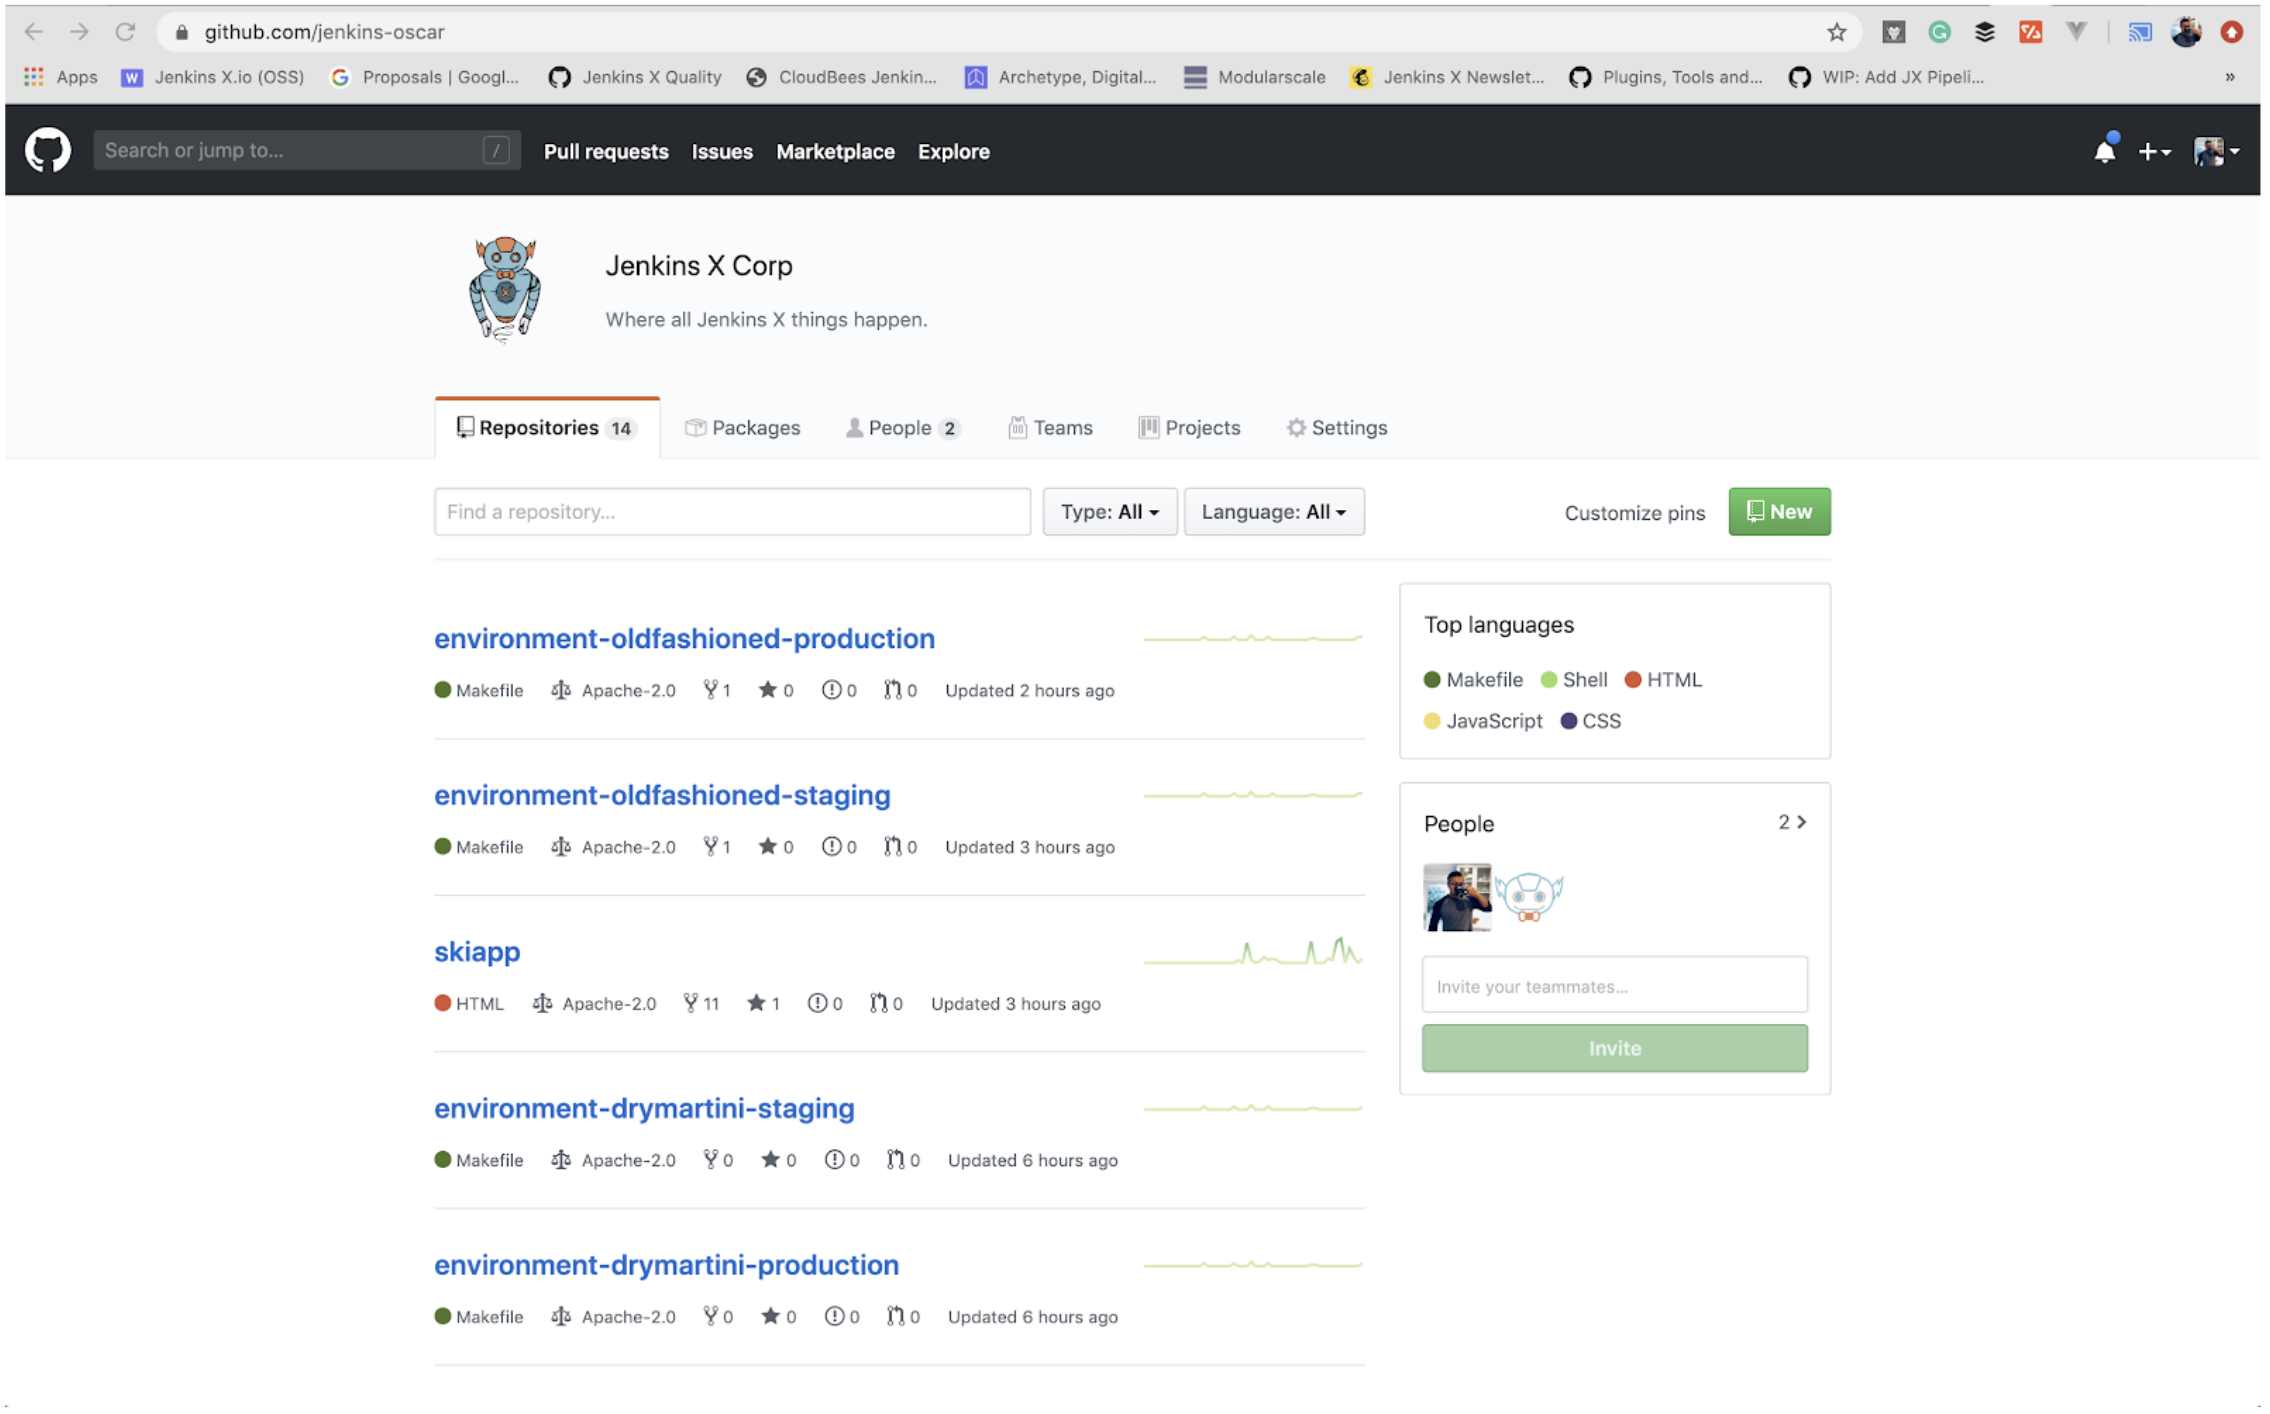 github.com/jenkins-oscar
Apps Jenkins X.io (OSS) Proposals | Googl... Jenkins X Quality CloudBees Jenkin... Archetype, Digital... Modularscale Jenkins X Newslet... Plugins, Tools and... WIP: Add JX Pipeli... »
Search or jump to... / Pull requests Issues Marketplace Explore
Jenkins X Corp
Where all Jenkins X things happen.
Repositories 14 Packages People 2 Teams Projects Settings
Find a repository... Type: All Language: All Customize pins New
environment-oldfashioned-production
Makefile Apache-2.0 1 0 0 0 Updated 2 hours ago
environment-oldfashioned-staging
Makefile Apache-2.0 1 0 0 0 Updated 3 hours ago
skiapp
HTML Apache-2.0 11 1 0 0 Updated 3 hours ago
environment-drymartini-staging
Makefile Apache-2.0 0 0 0 0 Updated 6 hours ago
environment-drymartini-production
Makefile Apache-2.0 0 0 0 0 Updated 6 hours ago
Top languages
Makefile Shell HTML
JavaScript CSS
People 2
Invite your teammates...
Invite